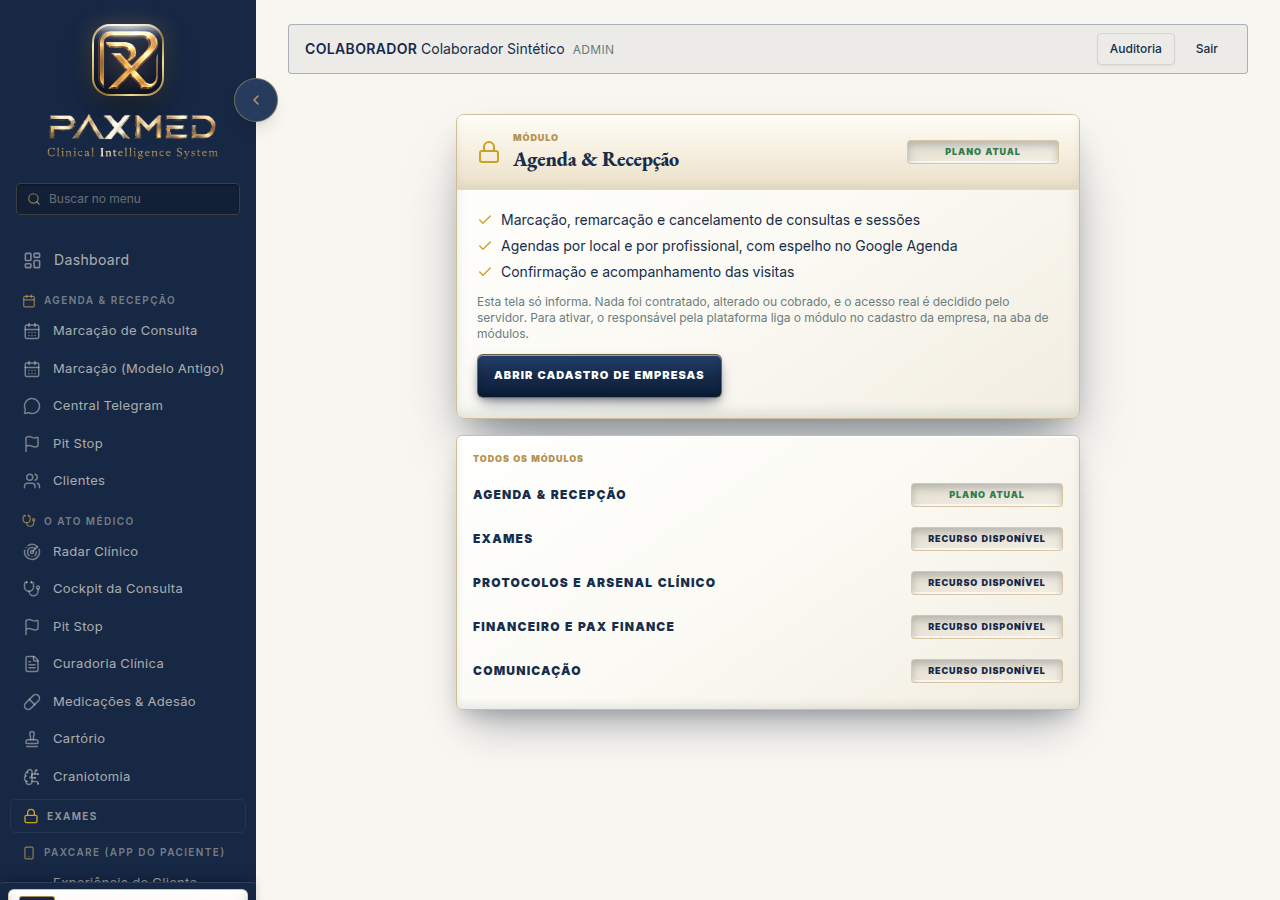 PAXMED
Clinical Intelligence System
Buscar no menu
Dashboard
AGENDA & RECEPÇÃO
Marcação de Consulta
Marcação (Modelo Antigo)
Central Telegram
Pit Stop
Clientes
O ATO MÉDICO
Radar Clínico
Cockpit da Consulta
Pit Stop
Curadoria Clínica
Medicações & Adesão
Cartório
Craniotomia
EXAMES
PAXCARE (APP DO PACIENTE)
Experiência do Cliente
COLABORADOR Colaborador Sintético ADMIN
Auditoria
Sair
MÓDULO
Agenda & Recepção
PLANO ATUAL
Marcação, remarcação e cancelamento de consultas e sessões
Agendas por local e por profissional, com espelho no Google Agenda
Confirmação e acompanhamento das visitas
Esta tela só informa. Nada foi contratado, alterado ou cobrado, e o acesso real é decidido pelo
servidor. Para ativar, o responsável pela plataforma liga o módulo no cadastro da empresa, na aba de
módulos.
ABRIR CADASTRO DE EMPRESAS
TODOS OS MÓDULOS
AGENDA & RECEPÇÃO
PLANO ATUAL
EXAMES
RECURSO DISPONÍVEL
PROTOCOLOS E ARSENAL CLÍNICO
RECURSO DISPONÍVEL
FINANCEIRO E PAX FINANCE
RECURSO DISPONÍVEL
COMUNICAÇÃO
RECURSO DISPONÍVEL